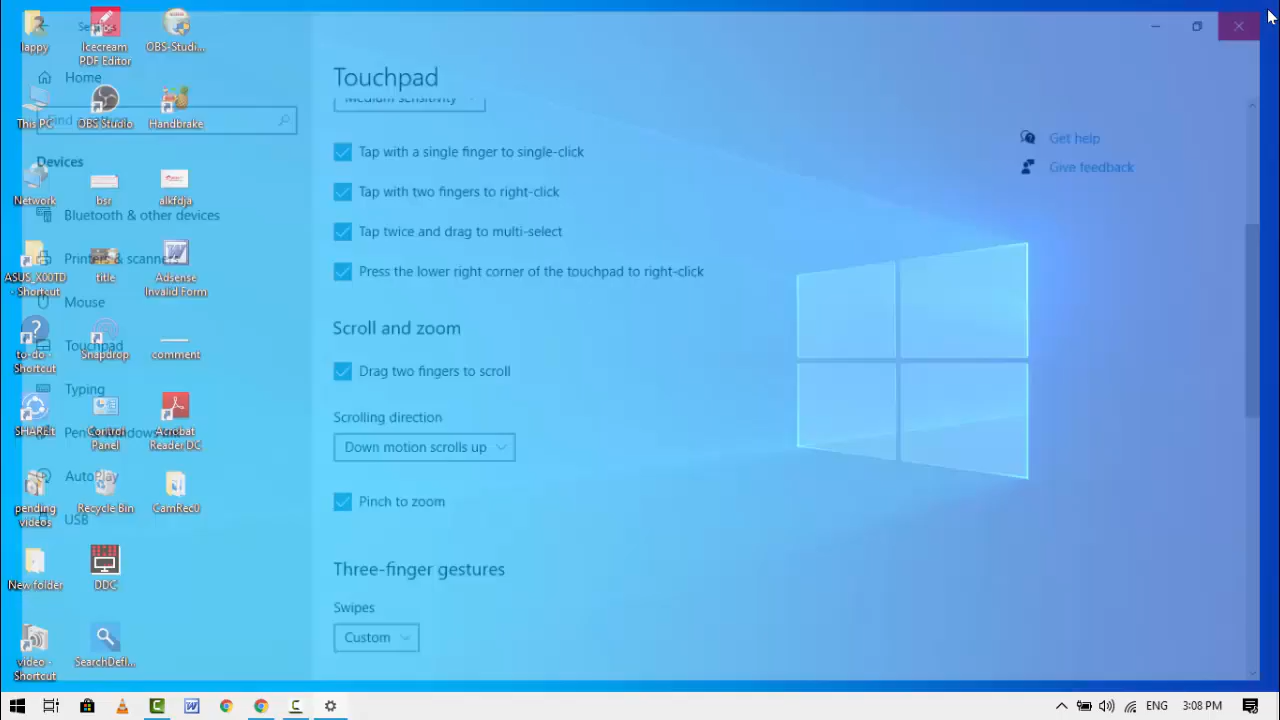 lappy
Icecream
PDF Editor
OBS-Studi...
This PC
OBS Studio
Handbrake
Network
bsr
alkfdja
ASUS_X00TD
- Shortcut
title
Adsense
Invalid Form
to-do -
Shortcut
Snapdrop
comment
SHAREit
Control
Panel
Acrobat
Reader DC
pending
videos
Recycle Bin
CamRec0
New folder
DDC
video -
Shortcut
SearchDefl...
Settings
Home
Find a setting
Devices
Bluetooth & other devices
Printers & scanners
Mouse
Touchpad
Typing
Pen & Windows Ink
AutoPlay
USB
Touchpad
Medium sensitivity
Tap with a single finger to single-click
Tap with two fingers to right-click
Tap twice and drag to multi-select
Press the lower right corner of the touchpad to right-click
Scroll and zoom
Drag two fingers to scroll
Scrolling direction
Down motion scrolls up
Pinch to zoom
Three-finger gestures
Swipes
Custom
Get help
Give feedback
ENG
3:08 PM